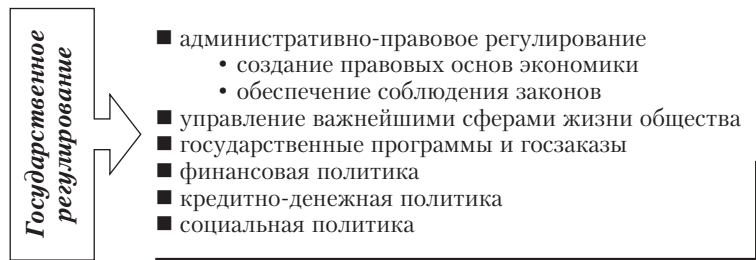 Государственное
регулирование
■ административно-правовое регулирование
• создание правовых основ экономики
• обеспечение соблюдения законов
■ управление важнейшими сферами жизни общества
■ государственные программы и госзаказы
■ финансовая политика
■ кредитно-денежная политика
■ социальная политика